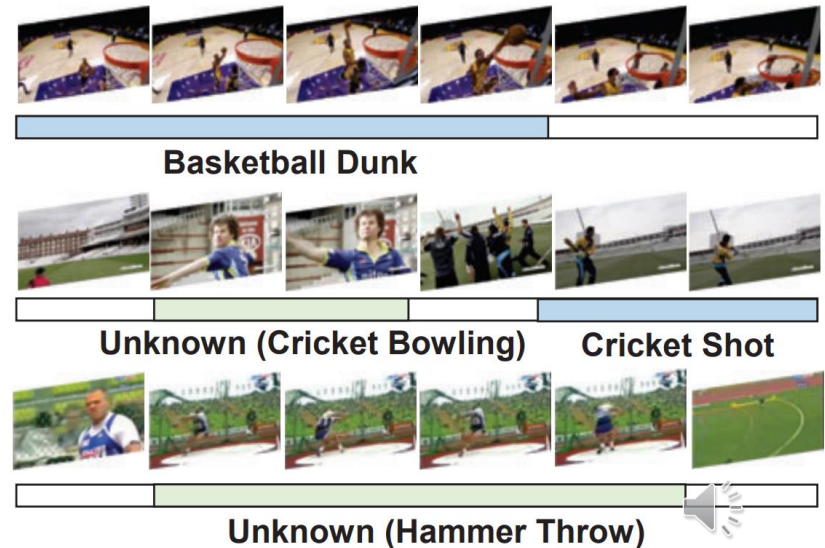 Basketball Dunk
Unknown (Cricket Bowling) Cricket Shot
Unknown (Hammer Throw)